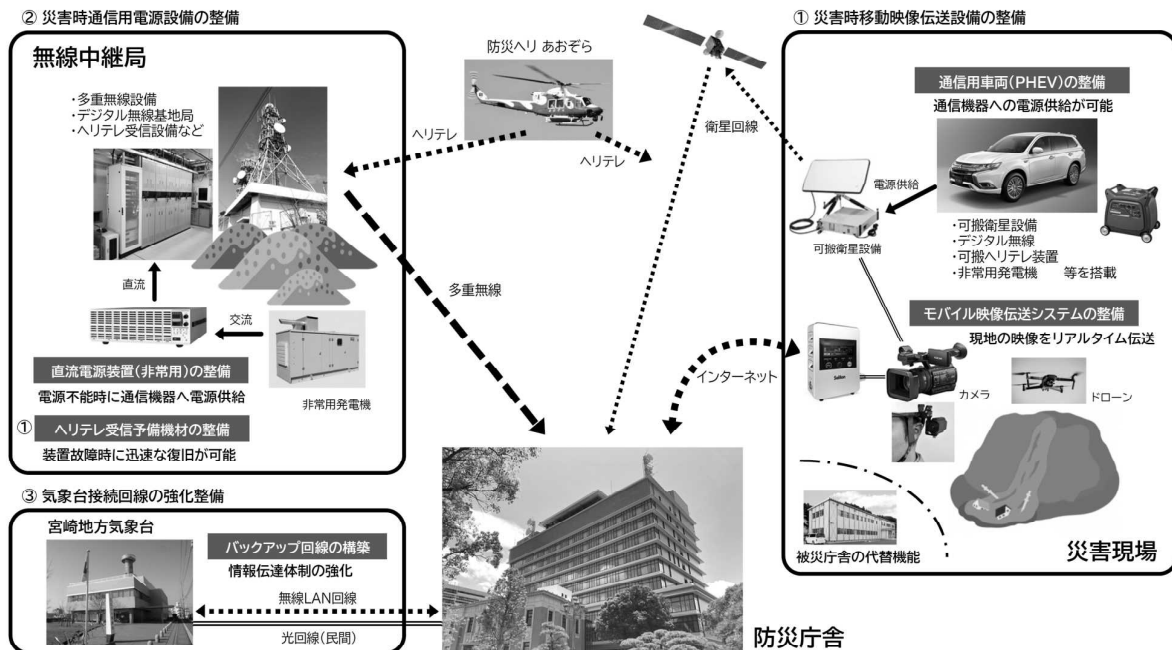 ② 災害時通信用電源設備の整備
無線中継局
・多重無線設備
・デジタル無線基地局
・ヘリテレ受信設備など
直流
交流
直流電源装置(非常用)の整備
電源不能時に通信機器へ電源供給
非常用発電機
① ヘリテレ受信予備機材の整備
装置故障時に迅速な復旧が可能
③ 気象台接続回線の強化整備
宮崎地方気象台
バックアップ回線の構築
情報伝達体制の強化
無線LAN回線
光回線(民間)
防災ヘリ あおぞら
ヘリテレ
ヘリテレ
衛星回線
多重無線
インターネット
防災庁舎
① 災害時移動映像伝送設備の整備
通信用車両(PHEV)の整備
通信機器への電源供給が可能
電源供給
可搬衛星設備
・可搬衛星設備
・デジタル無線
・可搬ヘリテレ装置
・非常用発電機 等を搭載
モバイル映像伝送システムの整備
現地の映像をリアルタイム伝送
カメラ
ドローン
被災庁舎の代替機能
災害現場